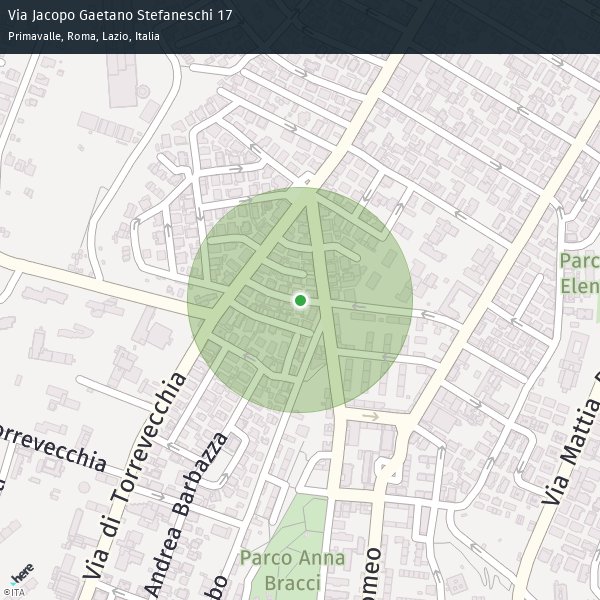 Via Jacopo Gaetano Stefaneschi 17
Primavalle, Roma, Lazio, Italia
Parc
Elen
Via di Torrevecchia
orrevecchia
Andrea Barbazza
Via Mattia
Parco Anna
Bracci
omeo
bo
here
©ITA